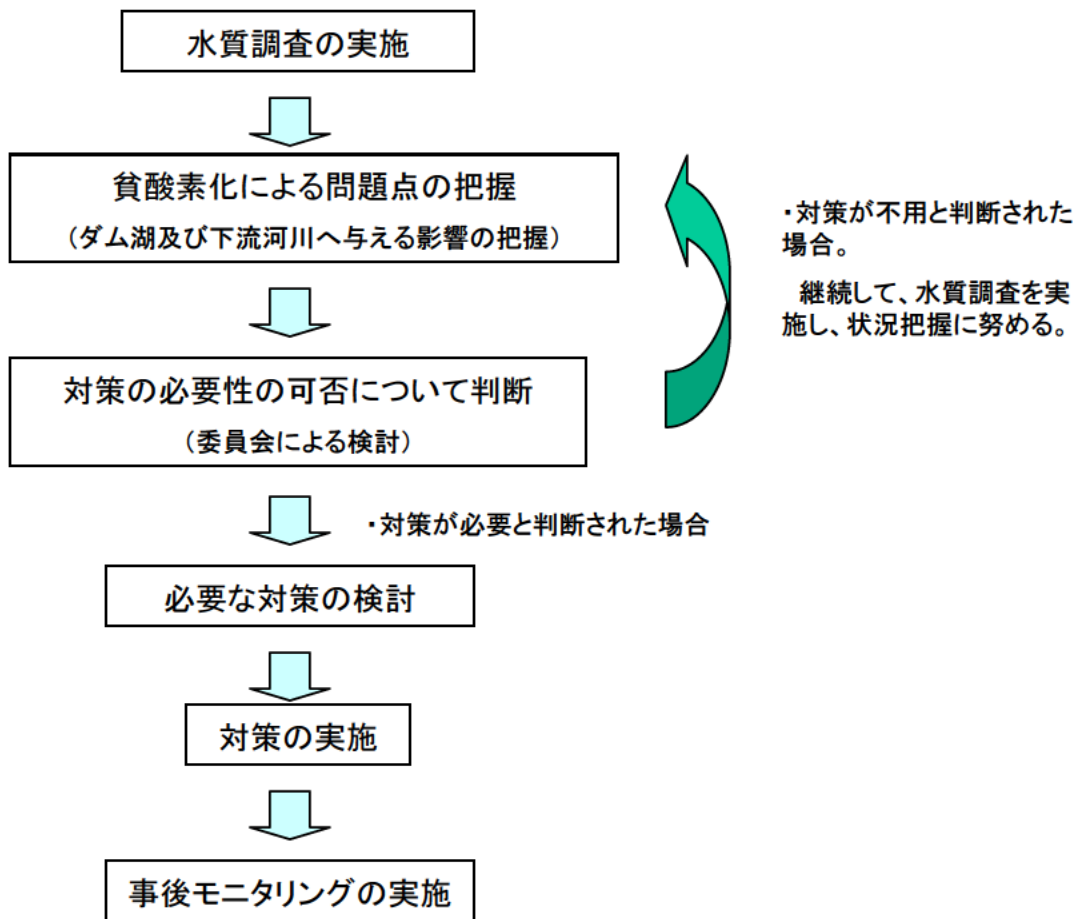 水質調査の実施
貧酸素化による問題点の把握
（ダム湖及び下流河川へ与える影響の把握）
・対策が不用と判断された
場合。
　継続して、水質調査を実
施し、状況把握に努める。
対策の必要性の可否について判断
（委員会による検討）
・対策が必要と判断された場合
必要な対策の検討
対策の実施
事後モニタリングの実施